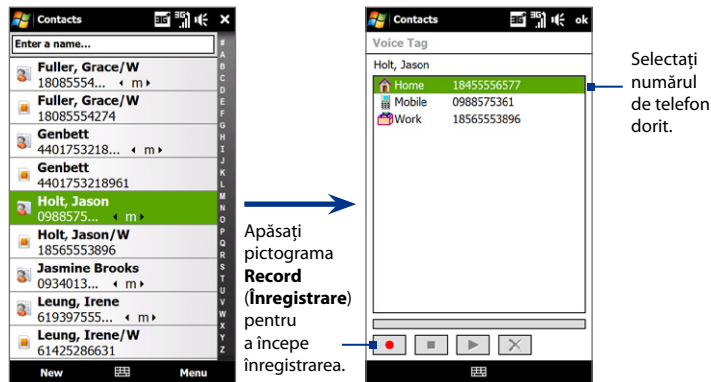 Contacts
Enter a name...
Fuller, Grace/W
18085554... m
Fuller, Grace/W
18085554274
Genbett
4401753218... m
Genbett
4401753218961
Holt, Jason
0988575... m
Holt, Jason/W
18565553896
Jasmine Brooks
0934013... m
Leung, Irene
619397555... m
Leung, Irene/W
61425286631
New
Menu
#
A
B
C
D
E
F
G
H
I
J
K
L
M
N
O
P
Q
R
S
T
U
V
W
X
Y
Z
Apăsați
pictograma
Record
(Înregistrare)
pentru
a începe
înregistrarea.
Contacts
ok
Voice Tag
Holt, Jason
Home 18455556577
Mobile 0988575361
Work 18565553896
Selectați
numărul
de telefon
dorit.